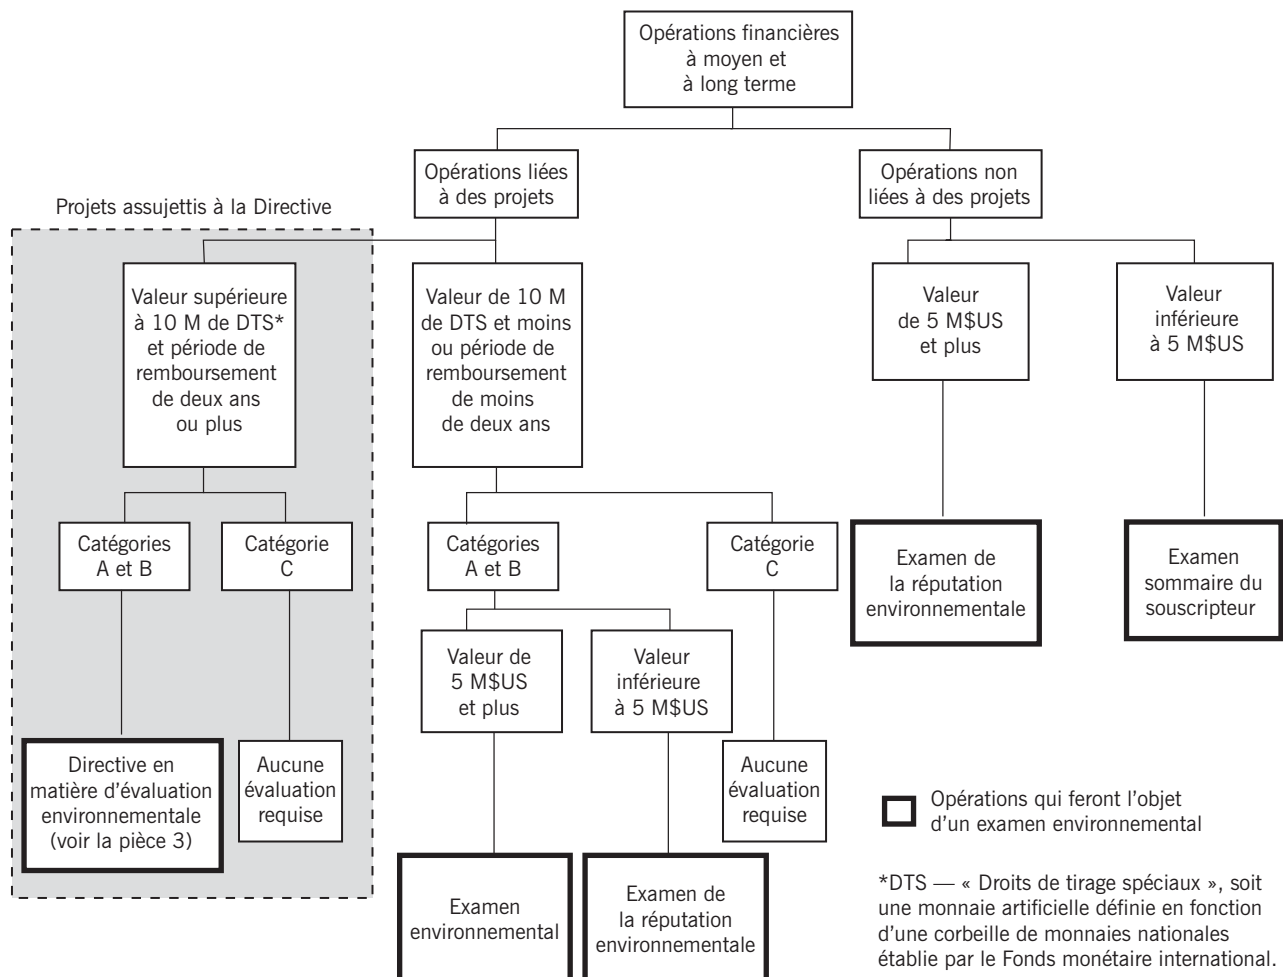 Opérations financières
à moyen et
à long terme
Opérations liées
à des projets
Opérations non
liées à des projets
Projets assujettis à la Directive
Valeur supérieure
à 10 M de DTS*
et période de
remboursement
de deux ans
ou plus
Valeur de 10 M
de DTS et moins
ou période de
remboursement
de moins
de deux ans
Valeur
de 5 M$US
et plus
Valeur
inférieure
à 5 M$US
Catégories
A et B
Catégorie
C
Catégories
A et B
Catégorie
C
Examen de
la réputation
environnementale
Examen
sommaire du
souscripteur
Valeur de
5 M$US
et plus
Valeur
inférieure
à 5 M$US
Directive en
matière d'évaluation
environnementale
(voir la pièce 3)
Aucune
évaluation
requise
Aucune
évaluation
requise
Examen
environnemental
Examen de
la réputation
environnementale
Opérations qui feront l'objet
d'un examen environnemental
*DTS — « Droits de tirage spéciaux », soit
une monnaie artificielle définie en fonction
d'une corbeille de monnaies nationales
établie par le Fonds monétaire international.